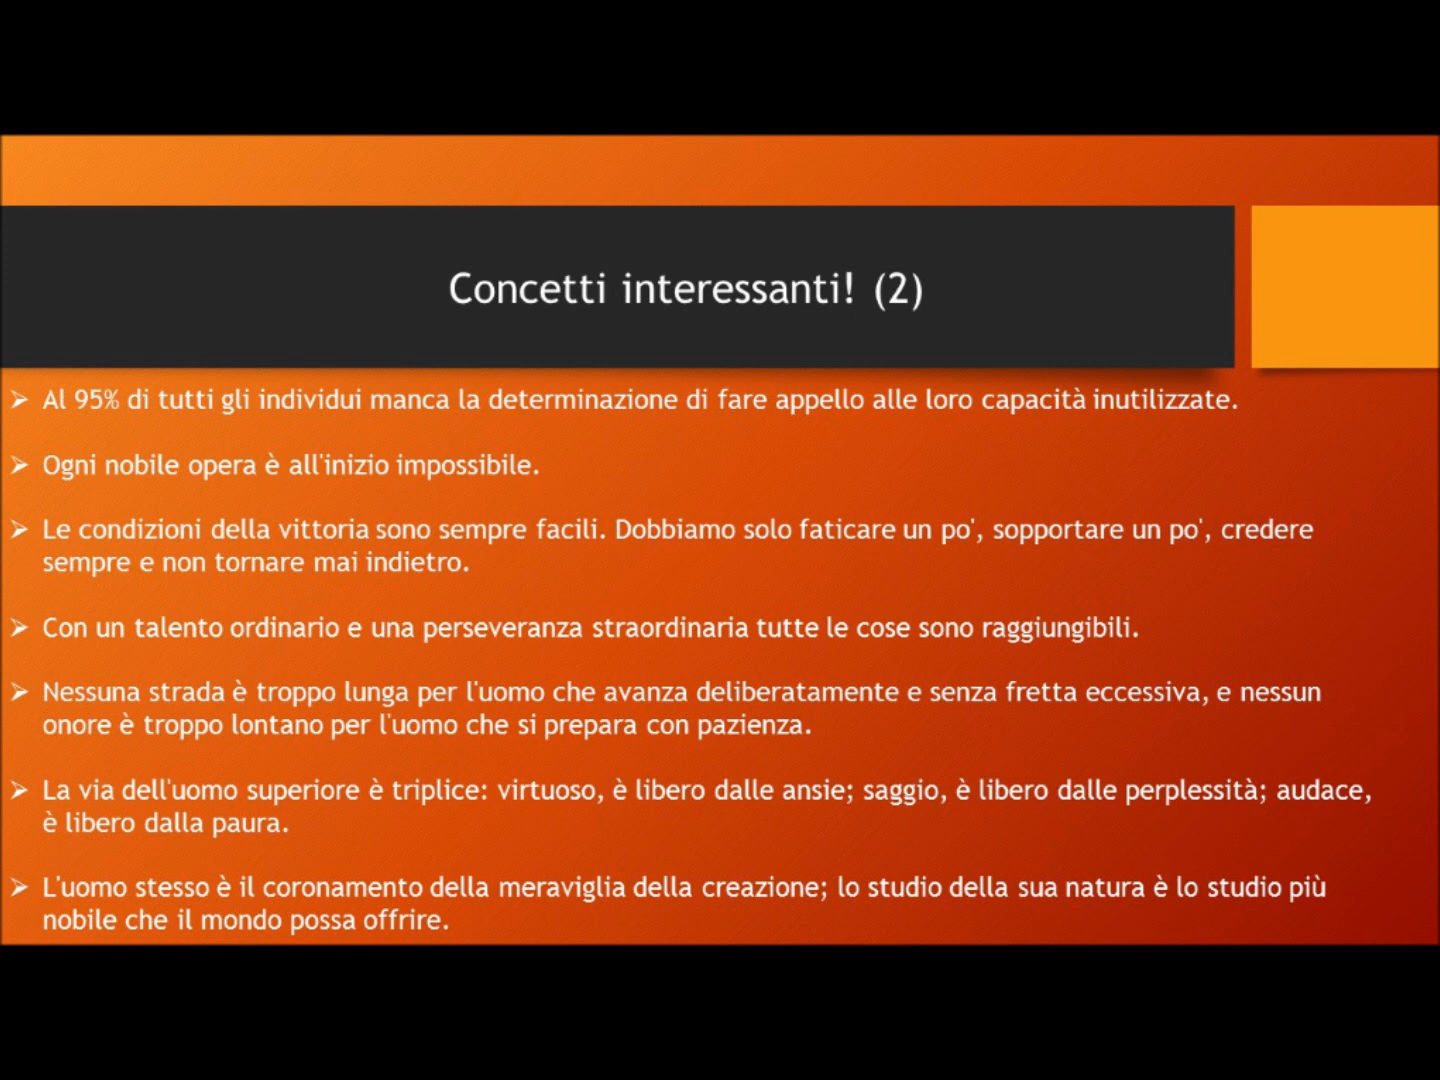 Concetti interessanti! (2)
➢ Al 95% di tutti gli individui manca la determinazione di fare appello alle loro capacità inutilizzate.
➢ Ogni nobile opera è all'inizio impossibile.
➢ Le condizioni della vittoria sono sempre facili. Dobbiamo solo faticare un po', sopportare un po', credere
sempre e non tornare mai indietro.
➢ Con un talento ordinario e una perseveranza straordinaria tutte le cose sono raggiungibili.
➢ Nessuna strada è troppo lunga per l'uomo che avanza deliberatamente e senza fretta eccessiva, e nessun
onore è troppo lontano per l'uomo che si prepara con pazienza.
➢ La via dell'uomo superiore è triplice: virtuoso, è libero dalle ansie; saggio, è libero dalle perplessità; audace,
è libero dalla paura.
➢ L'uomo stesso è il coronamento della meraviglia della creazione; lo studio della sua natura è lo studio più
nobile che il mondo possa offrire.